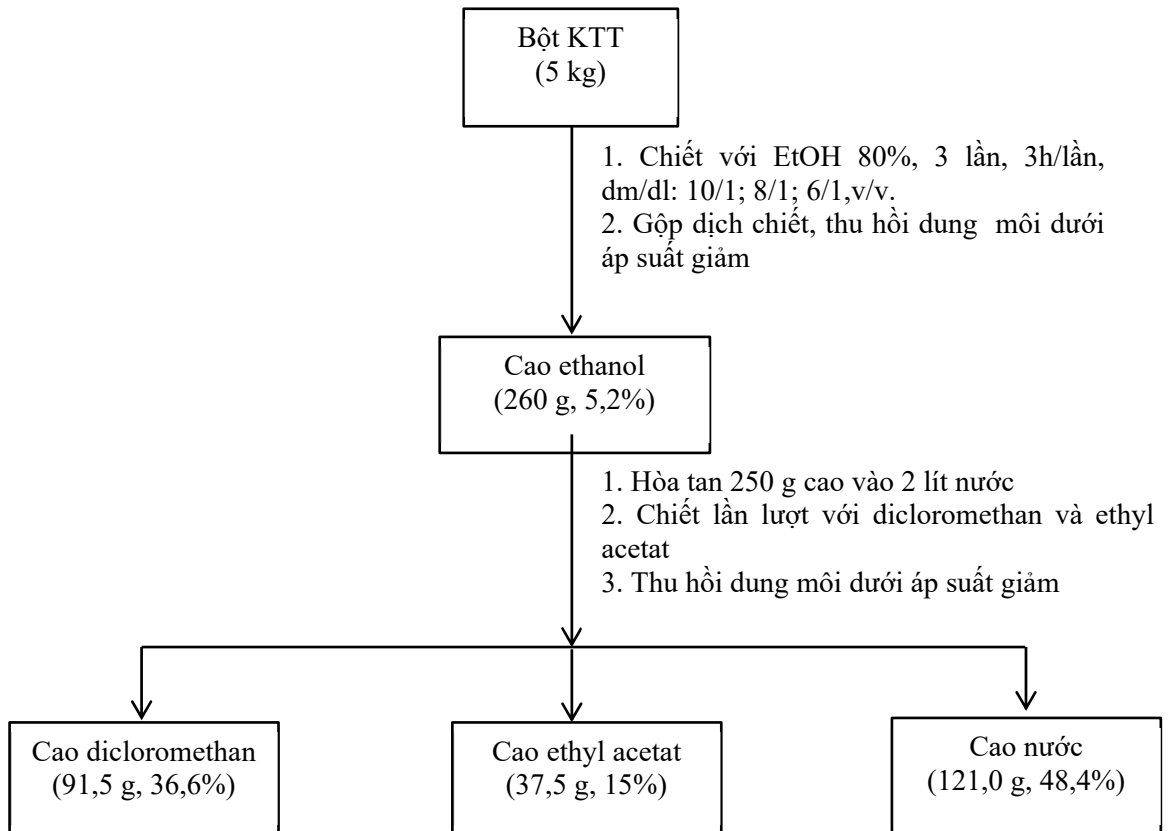 Bột KTT
(5 kg)
1. Chiết với EtOH 80%, 3 lần, 3h/lần,
dm/dl: 10/1; 8/1; 6/1,v/v.
2. Gộp dịch chiết, thu hồi dung môi dưới
áp suất giảm
Cao ethanol
(260 g, 5,2%)
1. Hòa tan 250 g cao vào 2 lít nước
2. Chiết lần lượt với dicloromethan và ethyl
acetat
3. Thu hồi dung môi dưới áp suất giảm
Cao dicloromethan
(91,5 g, 36,6%)
Cao ethyl acetat
(37,5 g, 15%)
Cao nước
(121,0 g, 48,4%)